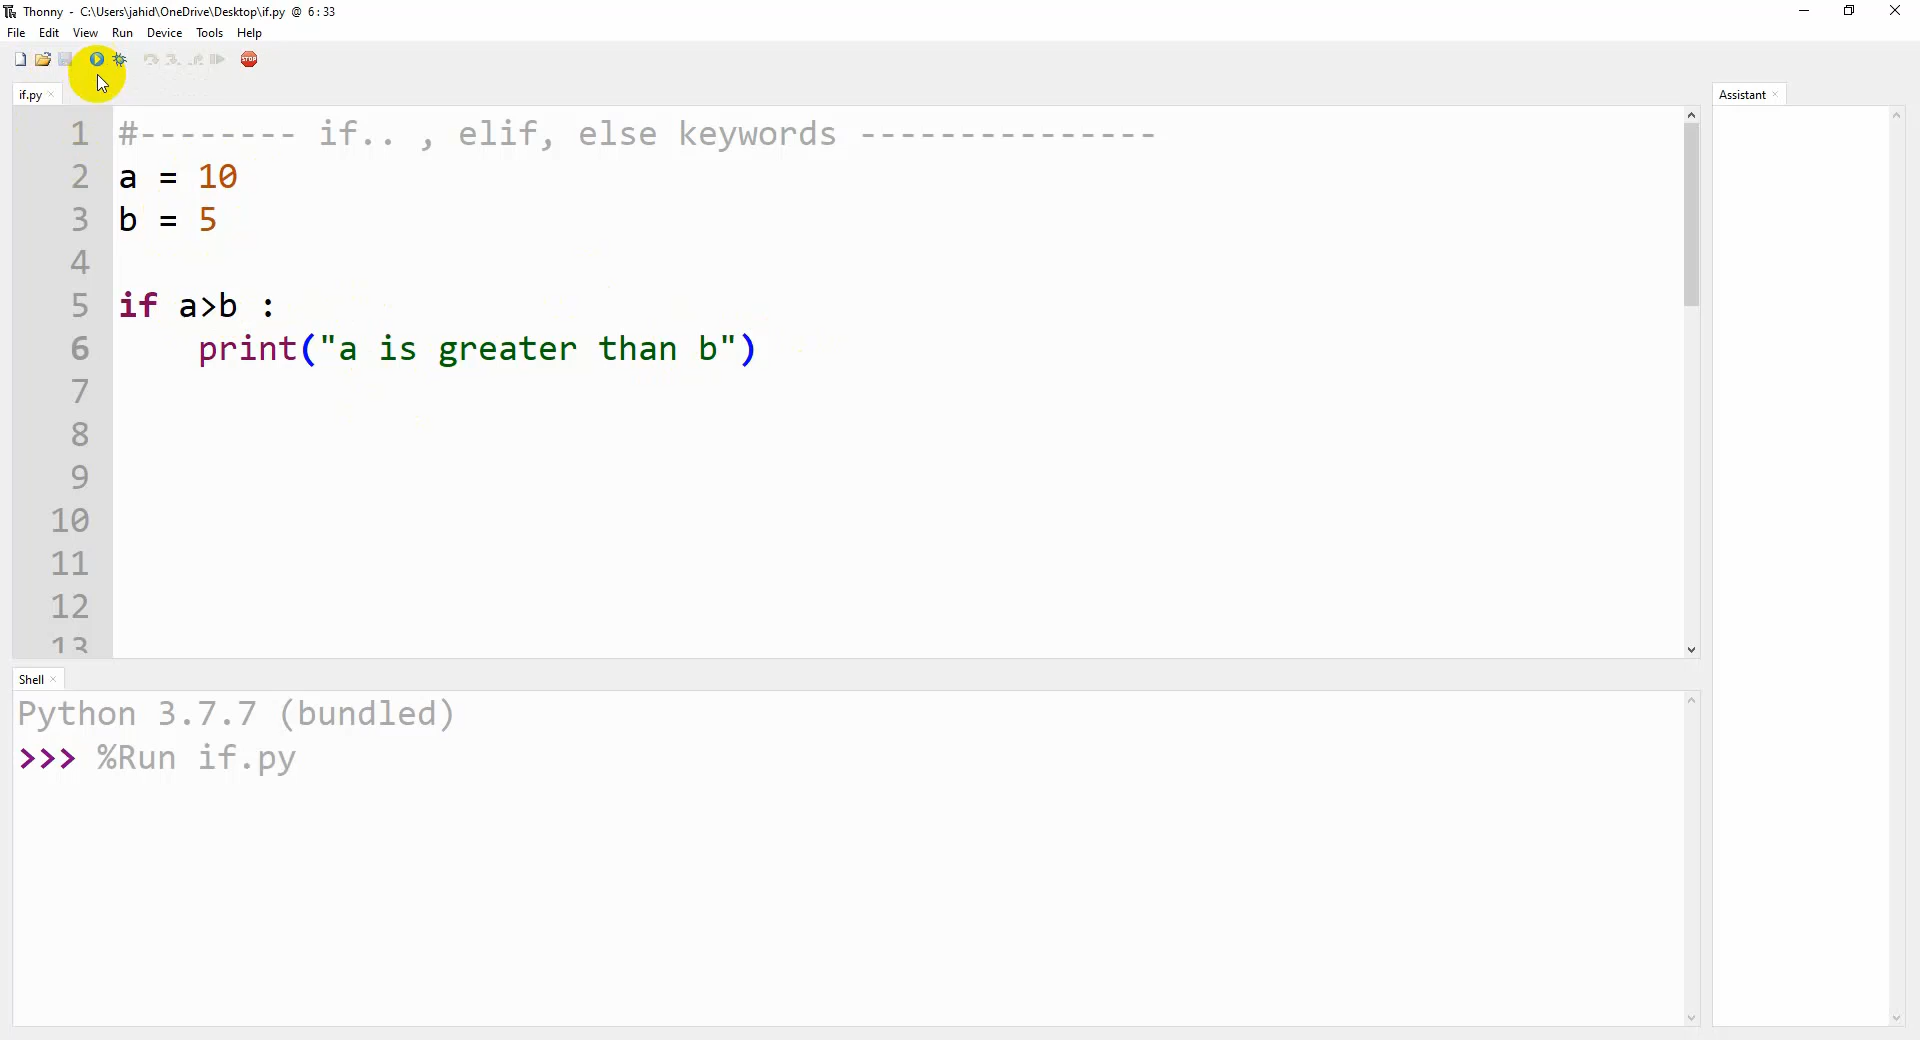 Thonny - C:\Users\jahid\OneDrive\Desktop\if.py @ 6:33
File Edit View Run Device Tools Help
STOP
if.py
Assistant
1 #-------- if.. , elif, else keywords ---------------
2 a = 10
3 b = 5
4
5 if a>b :
6     print("a is greater than b")
7
8
9
10
11
12
13
Shell
Python 3.7.7 (bundled)
>>> %Run if.py